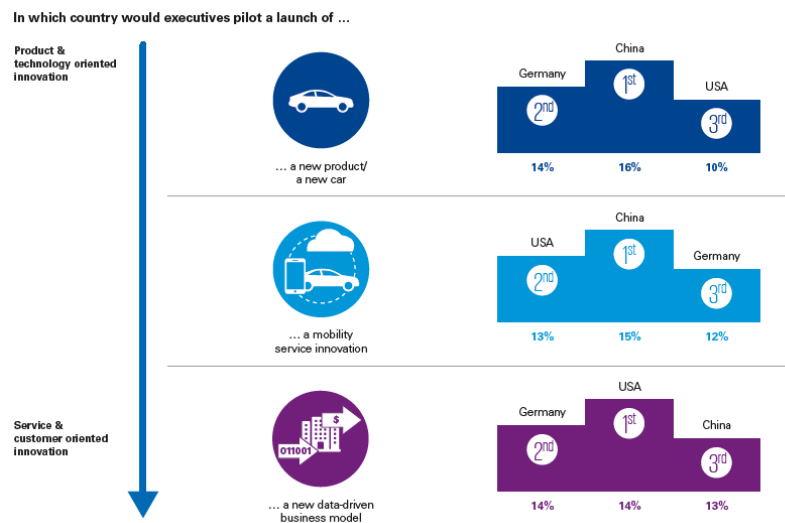 In which country would executives pilot a launch of ...
Product &
technology oriented
innovation
China
Germany
USA
1st
2nd
3rd
... a new product/
a new car
14% 16% 10%
China
USA
Germany
1st
2nd
3rd
... a mobility
service innovation
13% 15% 12%
Service &
customer oriented
innovation
USA
Germany
China
$
011001
1st
2nd
3rd
... a new data-driven
business model
14% 14% 13%